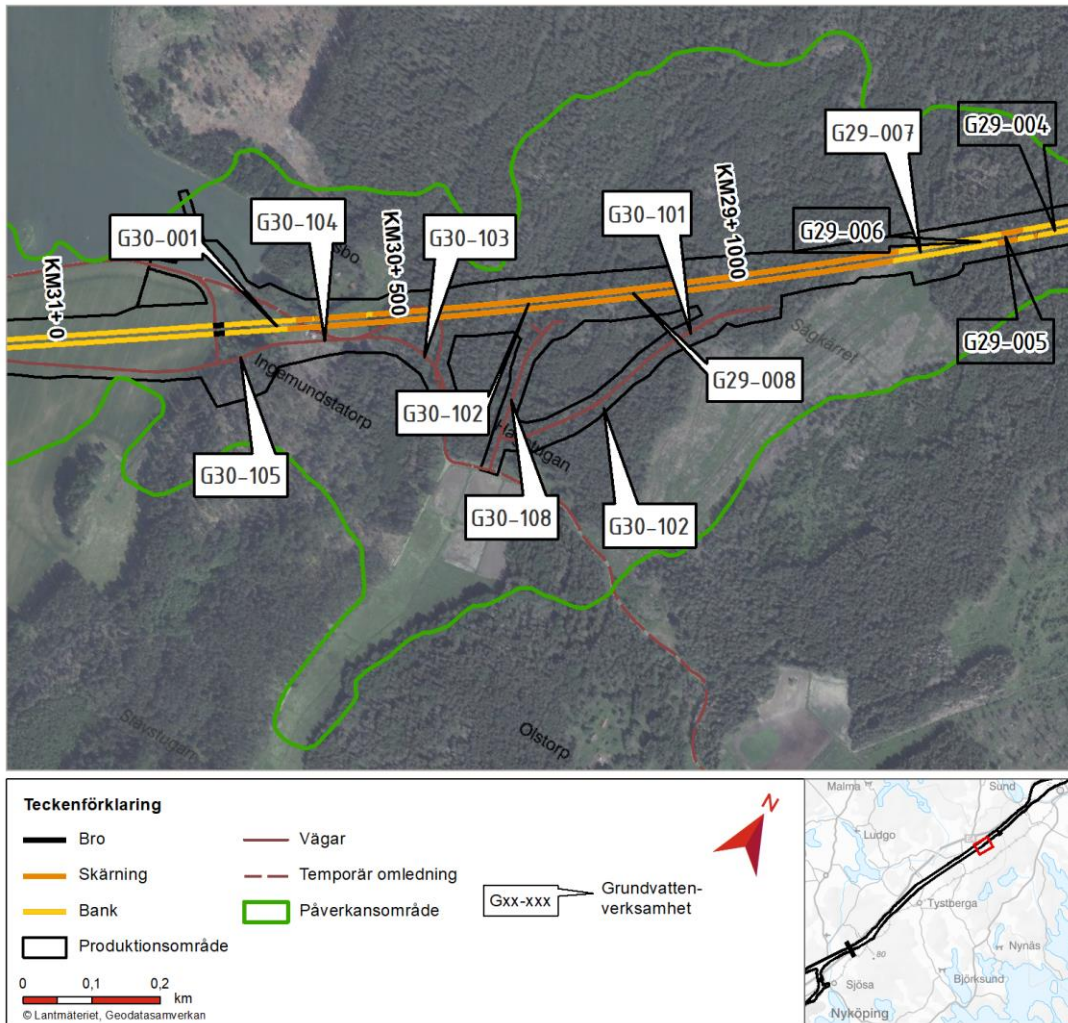 G29-004
G29-007
G30-101
KM29+ 1000
G30-104
KM30+ 500
G30-103
G30-001
G29-006
KM31+ 0
Sågkärret
G29-005
G29-008
Ingemundstatorp
G30-102
G30-105
G30-108
G30-102
Olstorp
Teckenförklaring
Bro
Skärning
Bank
Produktionsområde
Vägar
Temporär omledning
Påverkansområde
Gxx-xxx
Grundvatten-
verksamhet
N
0 0,1 0,2
km
© Lantmäteriet, Geodatasamverkan
Malma
Sund
Ludgo
Tystberga
80
Nynäs
Sjösa
Björksund
Nyköping